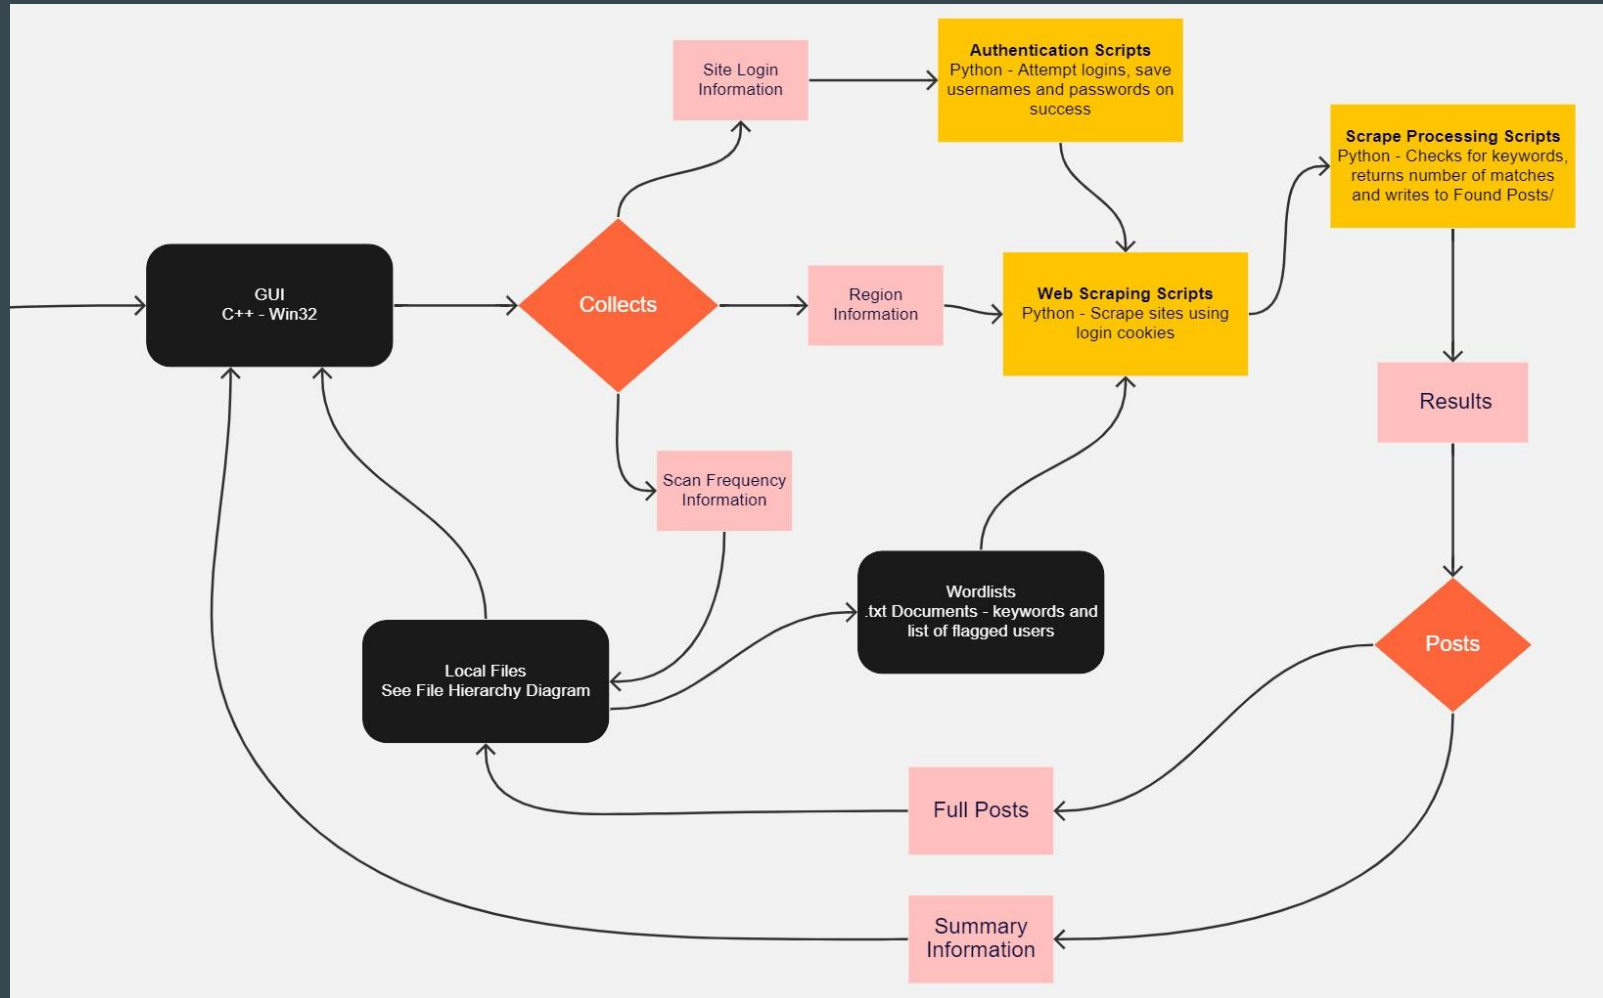 Site Login
Information
Authentication Scripts
Python - Attempt logins, save
usernames and passwords on
success
Scrape Processing Scripts
Python - Checks for keywords,
returns number of matches
and writes to Found Posts/
GUI
C++ - Win32
Collects
Region
Information
Web Scraping Scripts
Python - Scrape sites using
login cookies
Results
Scan Frequency
Information
Wordlists
.txt Documents - keywords and
list of flagged users
Posts
Local Files
See File Hierarchy Diagram
Full Posts
Summary
Information